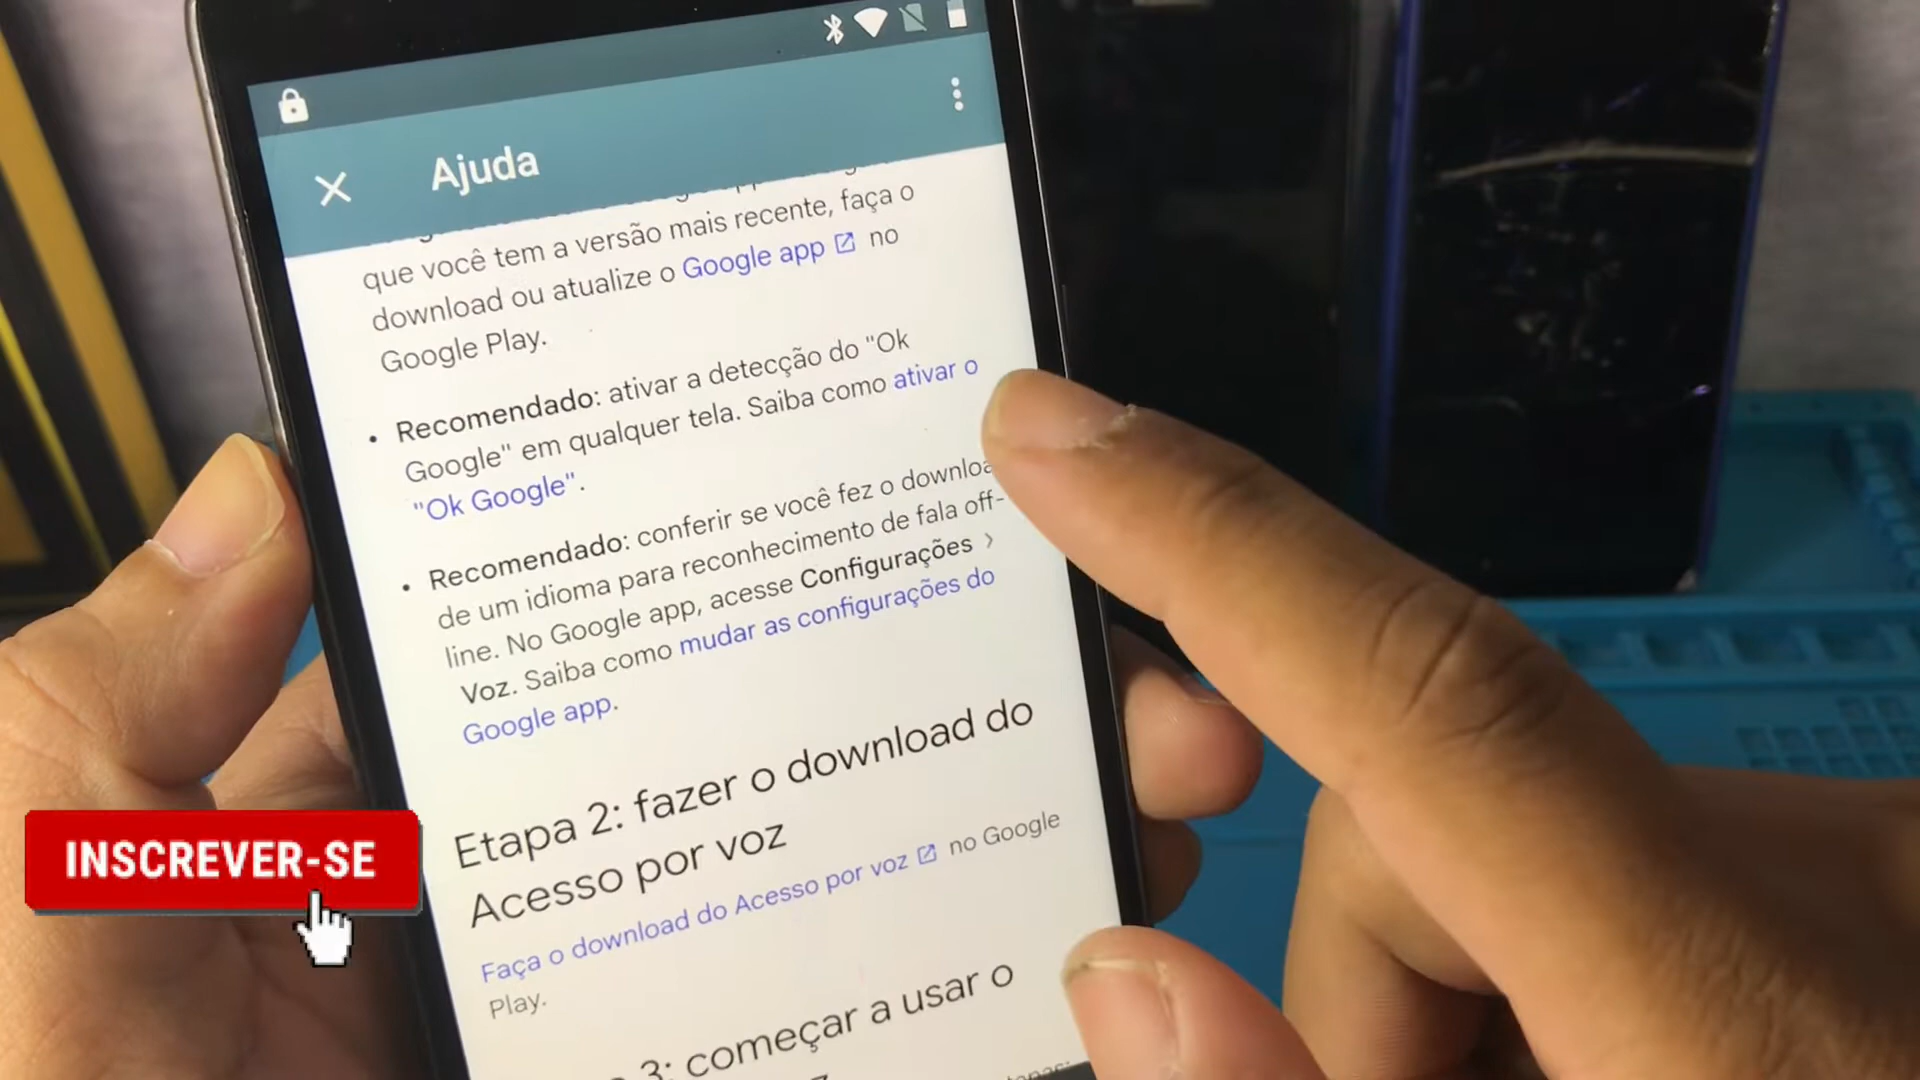 Ajuda
que você tem a versão mais recente, faça o
download ou atualize o Google app no
Google Play.
• Recomendado: ativar a detecção do "Ok
Google" em qualquer tela. Saiba como ativar o
"Ok Google".
• Recomendado: conferir se você fez o downloa
de um idioma para reconhecimento de fala off-
line. No Google app, acesse Configurações >
Voz. Saiba como mudar as configurações do
Google app.
Etapa 2: fazer o download do
Acesso por voz
Faça o download do Acesso por voz no Google
Play.
3: começar a usar o
INSCREVER-SE